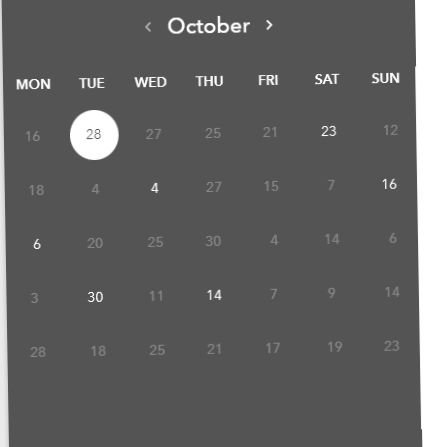 ‹ October ›
MON TUE WED THU FRI SAT SUN
16 28 27 25 21 23 12
18 4 4 27 15 7 16
6 20 25 30 4 14 6
3 30 11 14 7 9 14
28 18 25 21 17 19 23